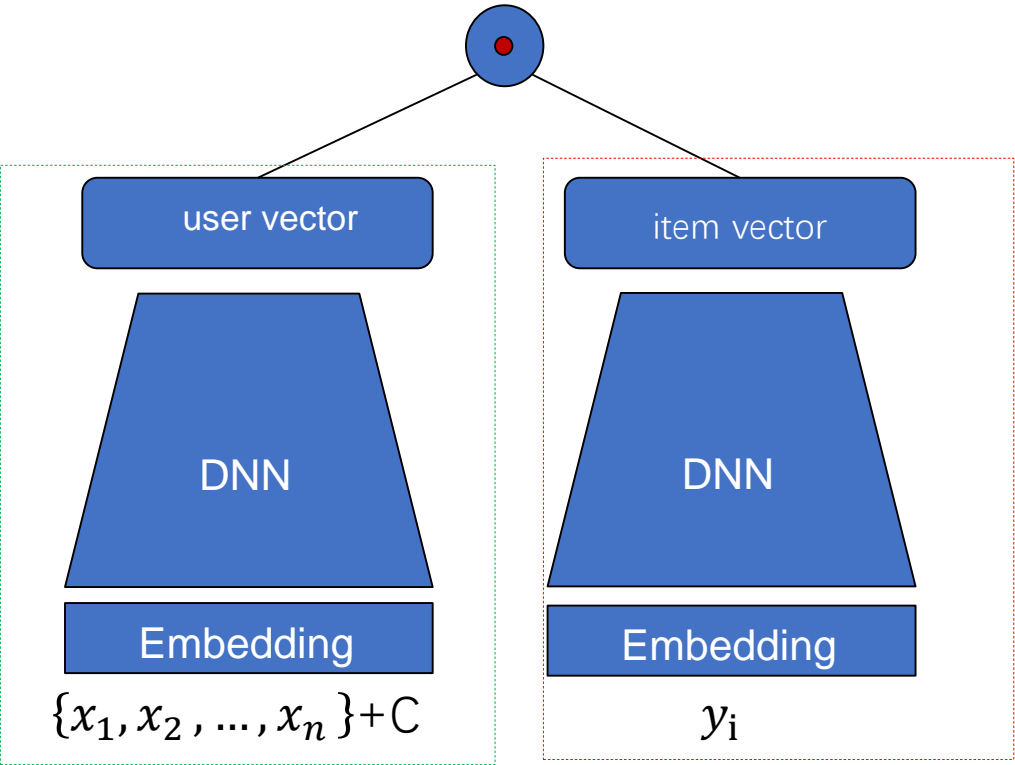 user vector
item vector
DNN
DNN
Embedding
Embedding
{x₁, x₂ , … , xₙ }+C
yᵢ